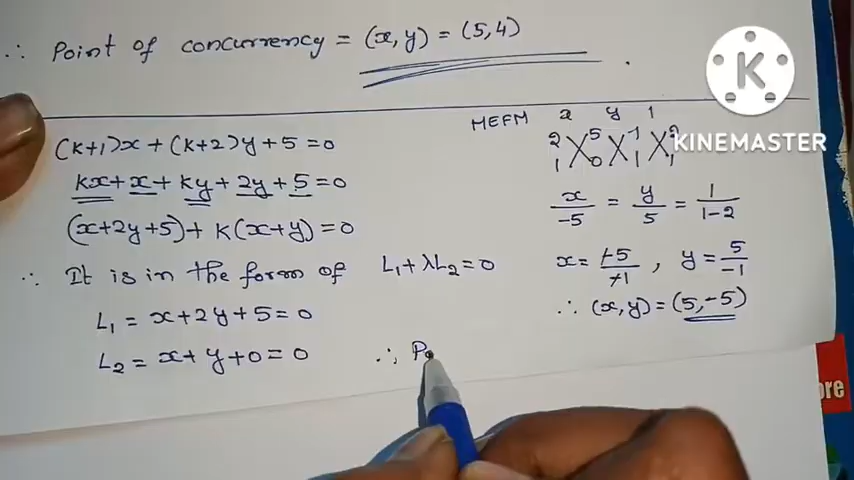 ∴ Point of concurrency = (x, y) = (5, 4)
(k+1)x + (k+2)y + 5 = 0
kx + x + ky + 2y + 5 = 0
(x+2y+5) + k(x+y) = 0
∴ It is in the form of L₁ + λL₂ = 0
L₁ = x + 2y + 5 = 0
L₂ = x + y + 0 = 0
∴ Po
MEFM x y 1
2 5 1 2
1 0 1 1
x/-5 = y/5 = 1/1-2
x = -5/-1 , y = 5/-1
∴ (x, y) = (5, -5)
K
KINEMASTER
ore